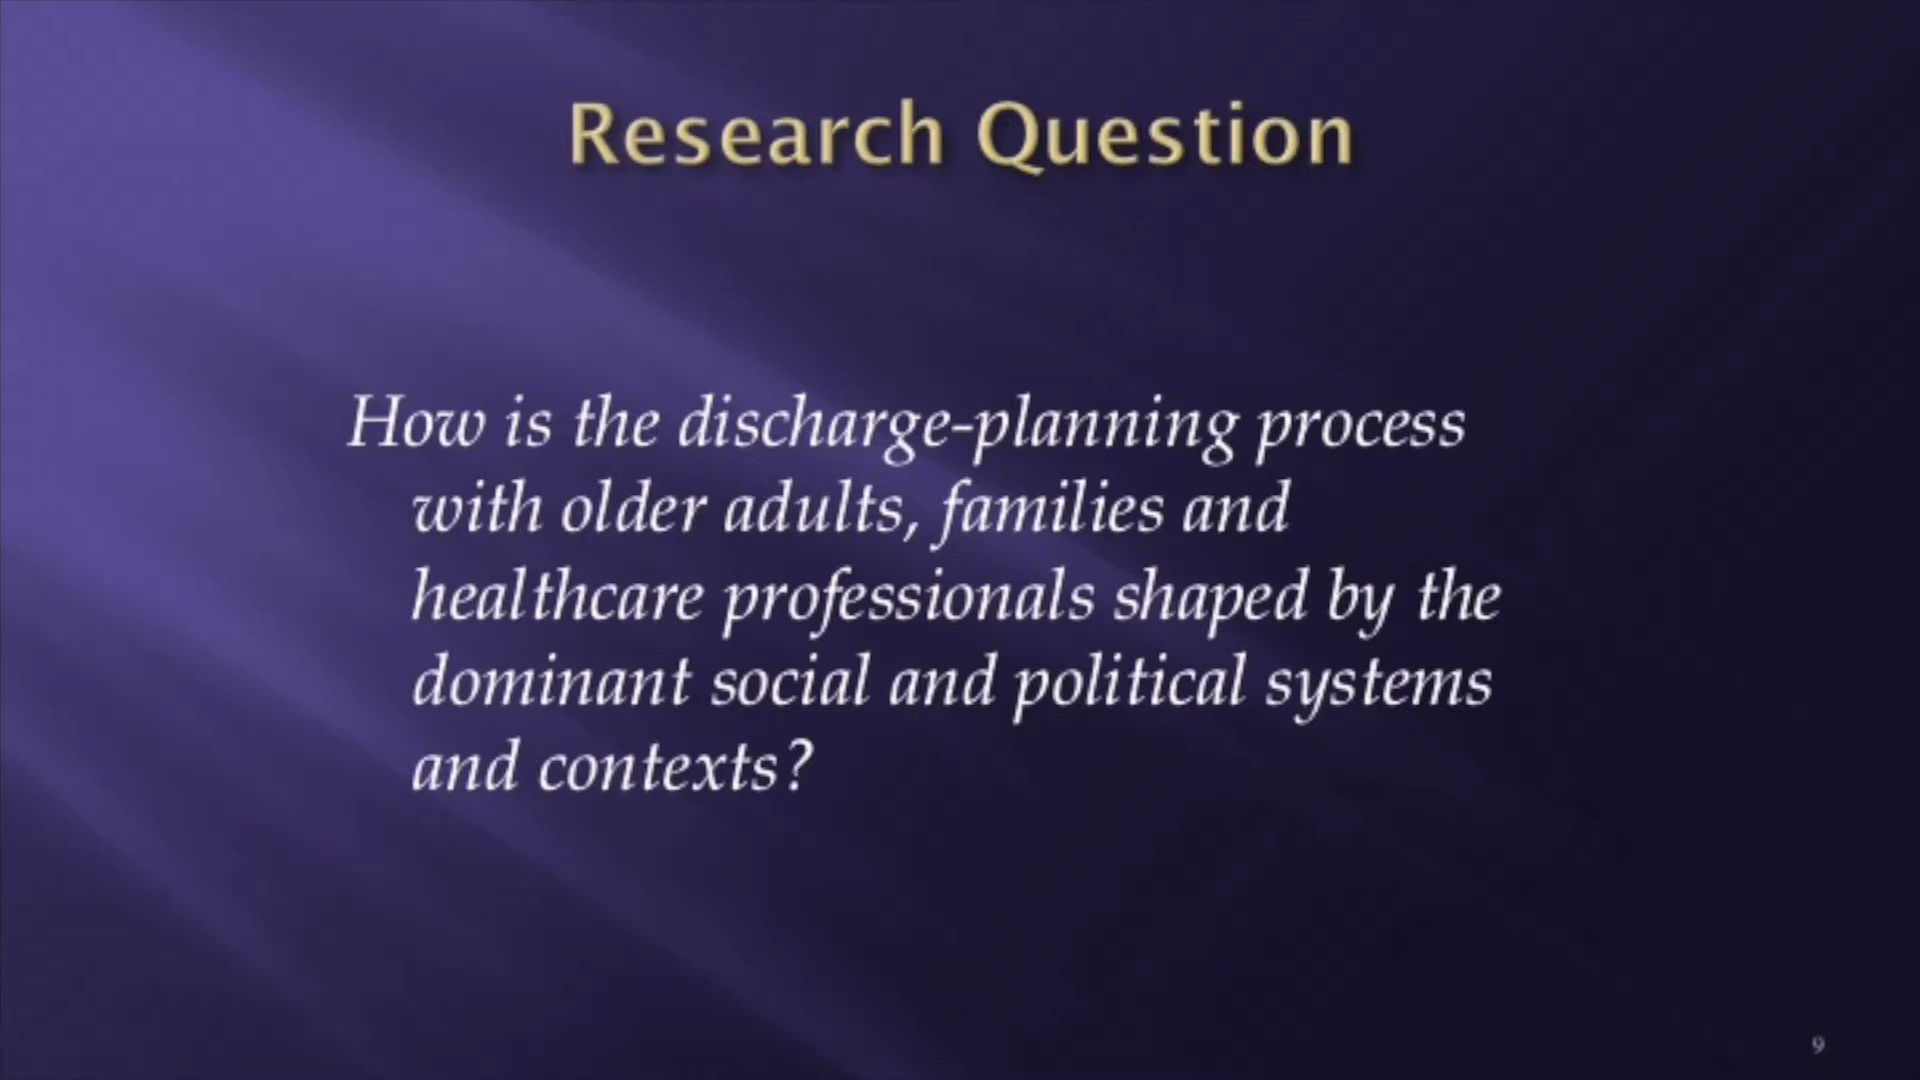 Research Question
How is the discharge-planning process
with older adults, families and
healthcare professionals shaped by the
dominant social and political systems
and contexts?
9